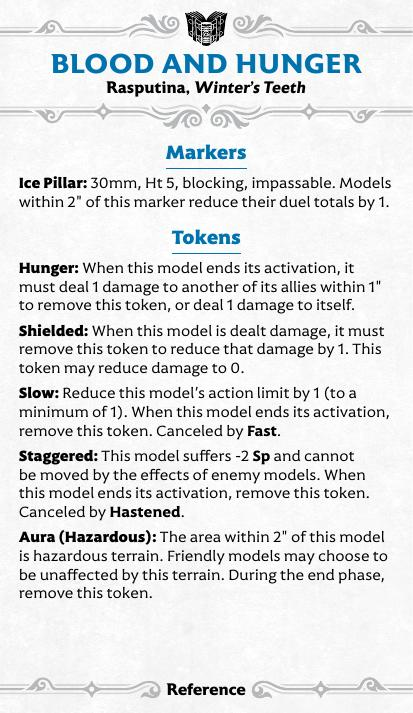 BLOOD AND HUNGER
Rasputina, Winter's Teeth
Markers
Ice Pillar: 30mm, Ht 5, blocking, impassable. Models
within 2" of this marker reduce their duel totals by 1.
Tokens
Hunger: When this model ends its activation, it
must deal 1 damage to another of its allies within 1"
to remove this token, or deal 1 damage to itself.
Shielded: When this model is dealt damage, it must
remove this token to reduce that damage by 1. This
token may reduce damage to 0.
Slow: Reduce this model's action limit by 1 (to a
minimum of 1). When this model ends its activation,
remove this token. Canceled by Fast.
Staggered: This model suffers -2 Sp and cannot
be moved by the effects of enemy models. When
this model ends its activation, remove this token.
Canceled by Hastened.
Aura (Hazardous): The area within 2" of this model
is hazardous terrain. Friendly models may choose to
be unaffected by this terrain. During the end phase,
remove this token.
Reference